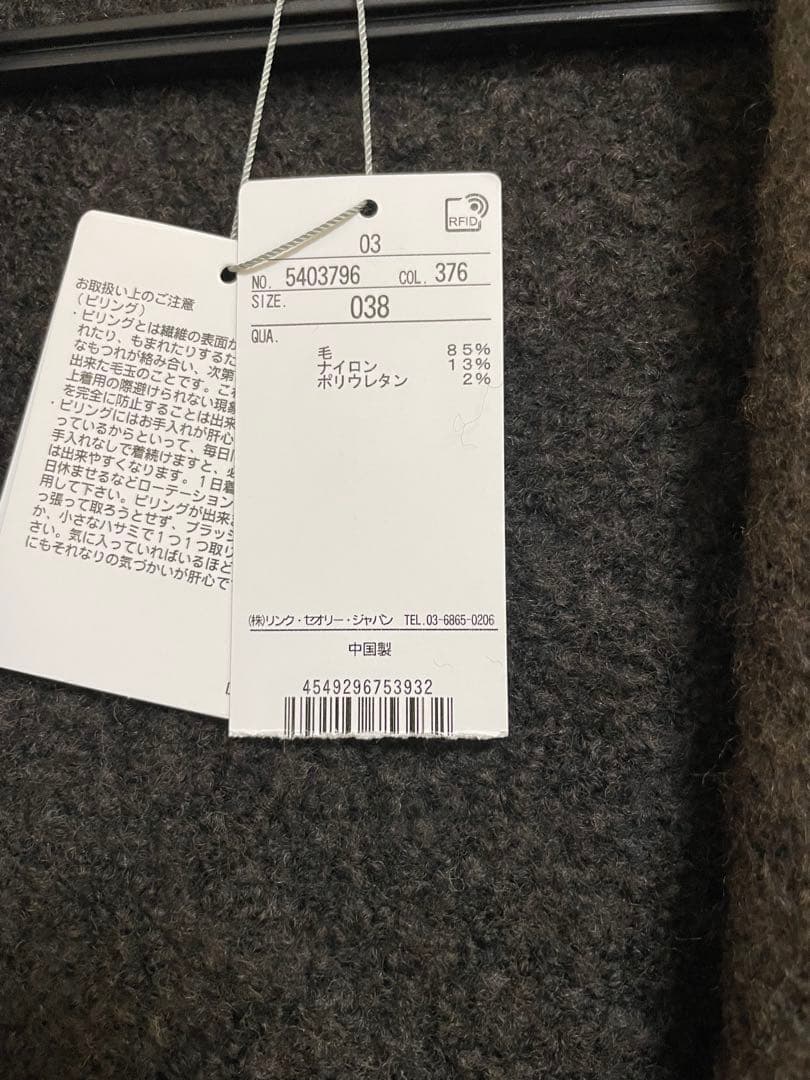 RFID
03
NO. 5403796 COL. 376
SIZE. 038
QUA.
毛 85%
ナイロン 13%
ポリウレタン 2%
(株)リンク・セオリー・ジャパン TEL.03-6865-0206
中国製
4549296753932
お取扱い上のご注意
(ピリング)
・ピリングとは繊維の表面が
れたり、もまれたりするた
なもつれが絡み合い、次第
出来た毛玉のことです。これ
上着用の際避けられない現象
を完全に防止することは出来
・ピリングにはお手入れが肝心
っているからといって、毎日
手入れなしで着続けますと、
は出来やすくなります。1日着
日休ませるなどローテーション
用して下さい。ピリングが出来
っ張って取ろうとせず、ブラッシ
か、小さなハサミで1つ1つ取り
さい。気に入っていればいるほど
にもそれなりの気づかいが肝心で